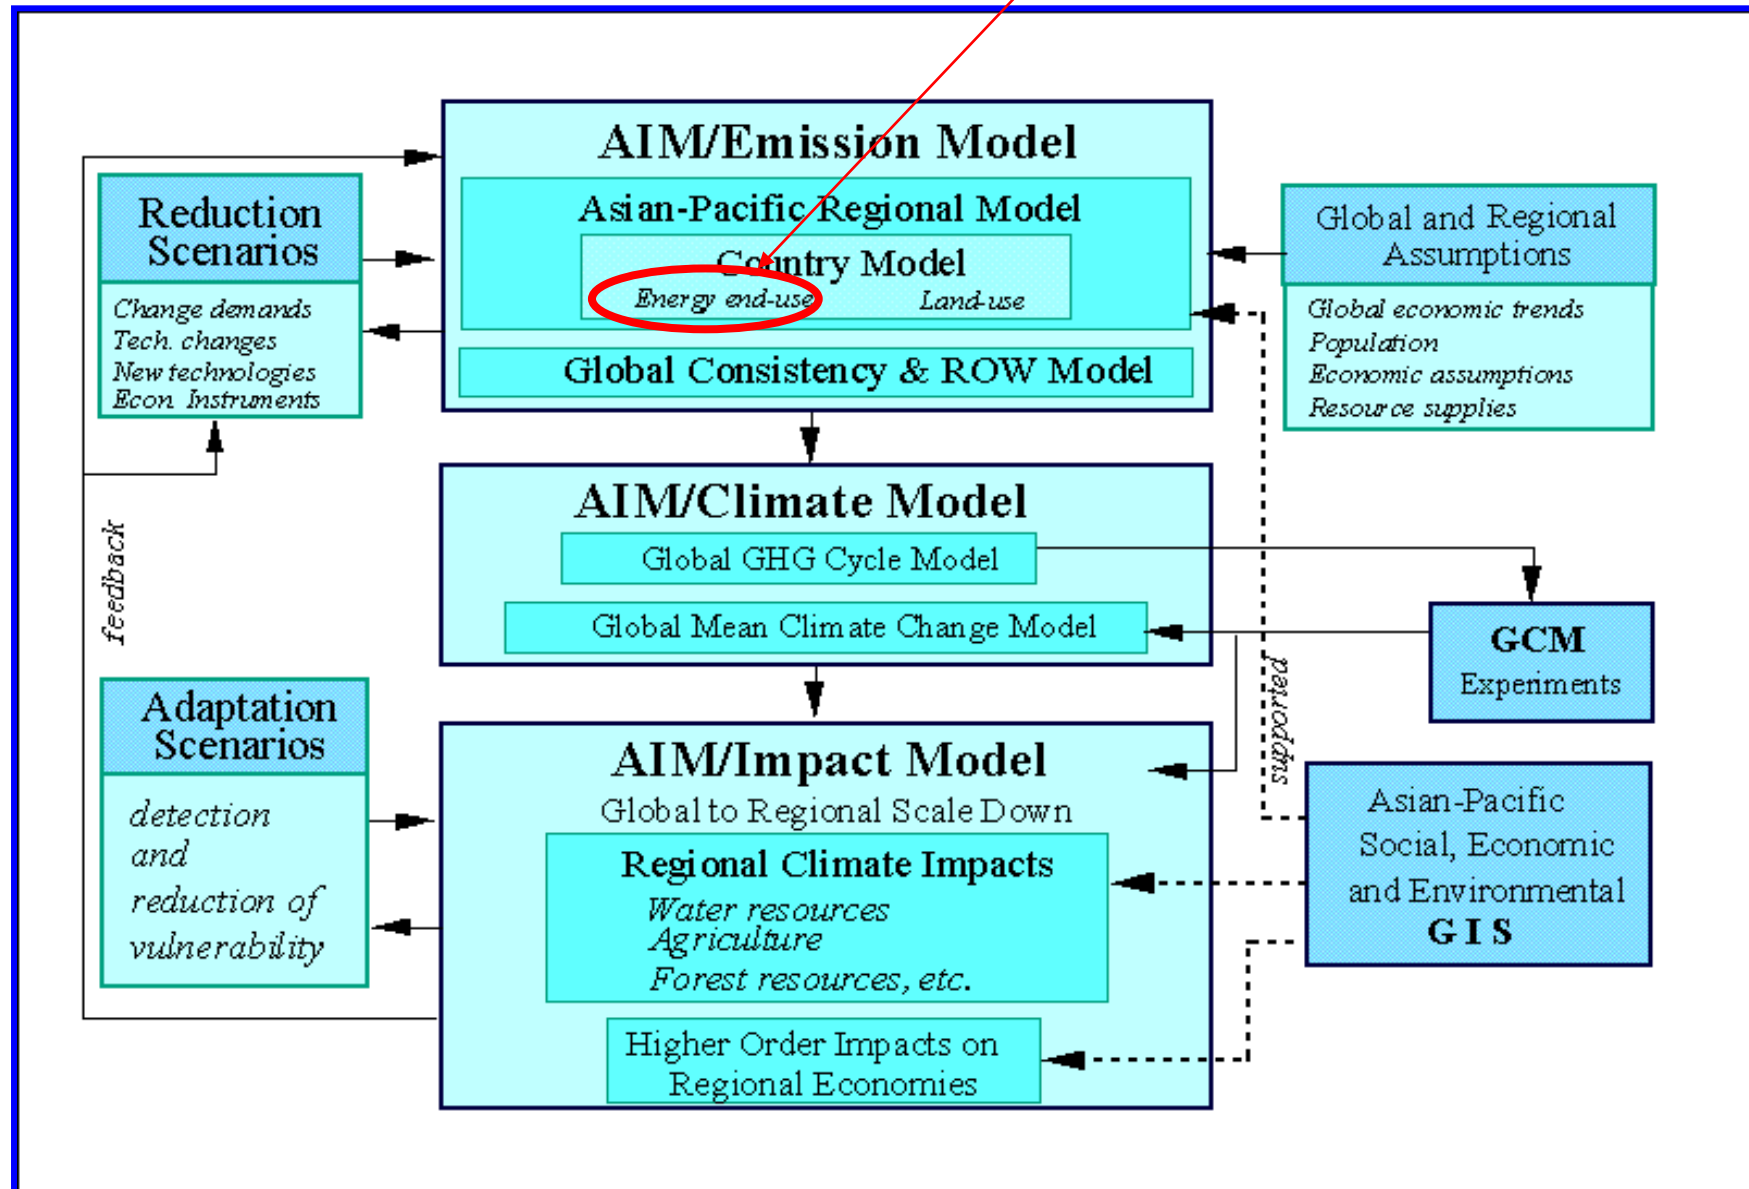 AIM/Emission Model
Asian-Pacific Regional Model
Country Model
Energy end-use
Land-use
Global Consistency & ROW Model
Reduction
Scenarios
Change demands
Tech. changes
New technologies
Econ. Instruments
Global and Regional
Assumptions
Global economic trends
Population
Economic assumptions
Resource supplies
AIM/Climate Model
Global GHG Cycle Model
Global Mean Climate Change Model
feedback
supported
GCM
Experiments
Adaptation
Scenarios
detection
and
reduction of
vulnerability
AIM/Impact Model
Global to Regional Scale Down
Regional Climate Impacts
Water resources
Agriculture
Forest resources, etc.
Higher Order Impacts on
Regional Economies
Asian-Pacific
Social, Economic
and Environmental
G I S